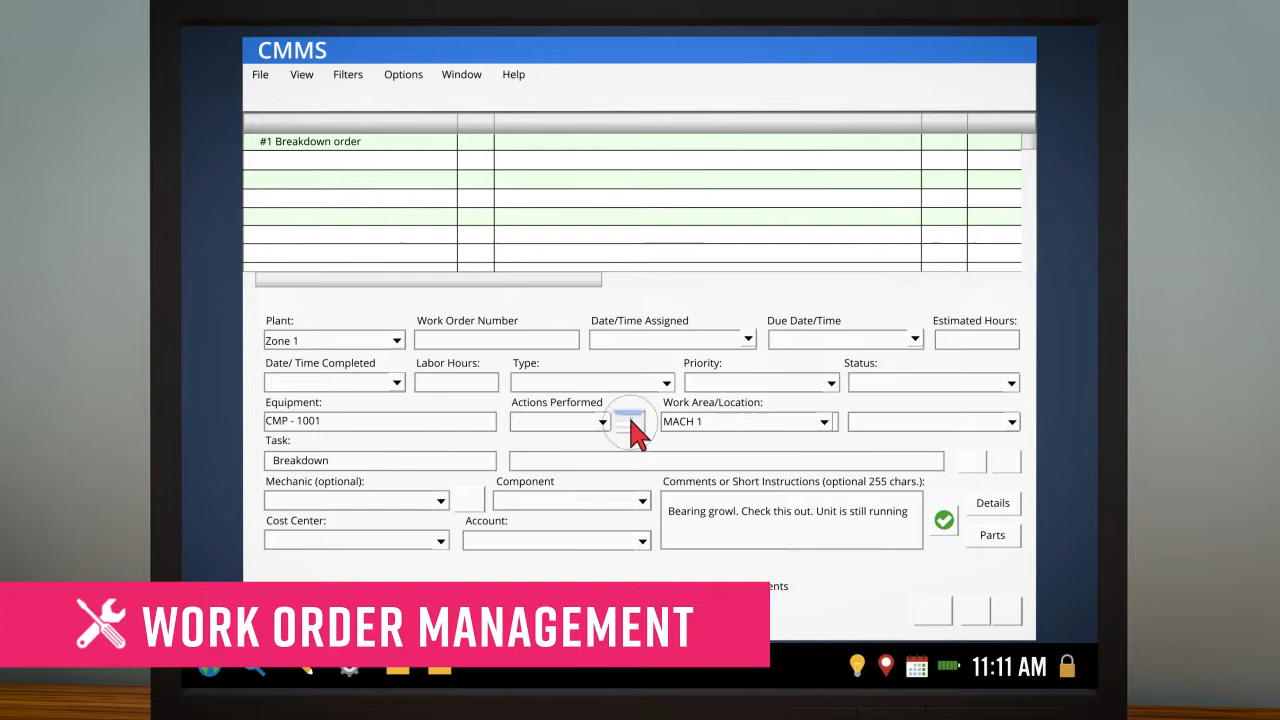 CMMS
File View Filters Options Window Help
#1 Breakdown order
Plant: Work Order Number Date/Time Assigned Due Date/Time Estimated Hours:
Zone 1
Date/ Time Completed Labor Hours: Type: Priority: Status:
Equipment: Actions Performed Work Area/Location:
CMP - 1001 MACH 1
Task:
Breakdown
Mechanic (optional): Component Comments or Short Instructions (optional 255 chars.):
Bearing growl. Check this out. Unit is still running
Details
Cost Center: Account:
Parts
WORK ORDER MANAGEMENT
11:11 AM